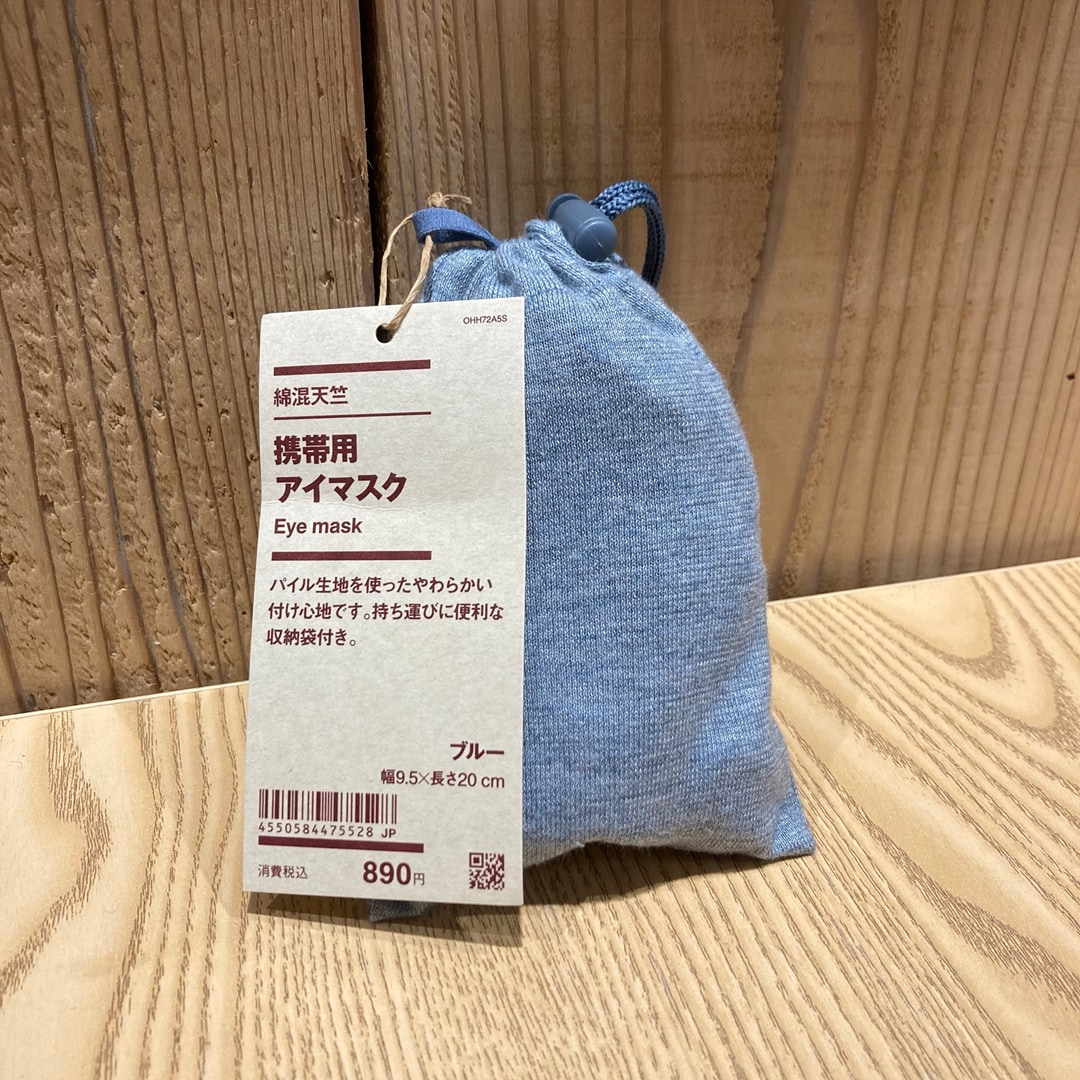 OHH72A5S
綿混天竺
携帯用
アイマスク
Eye mask
パイル生地を使ったやわらかい
付け心地です。持ち運びに便利な
収納袋付き。
ブルー
幅9.5×長さ20 cm
4550584475528 JP
消費税込 890円